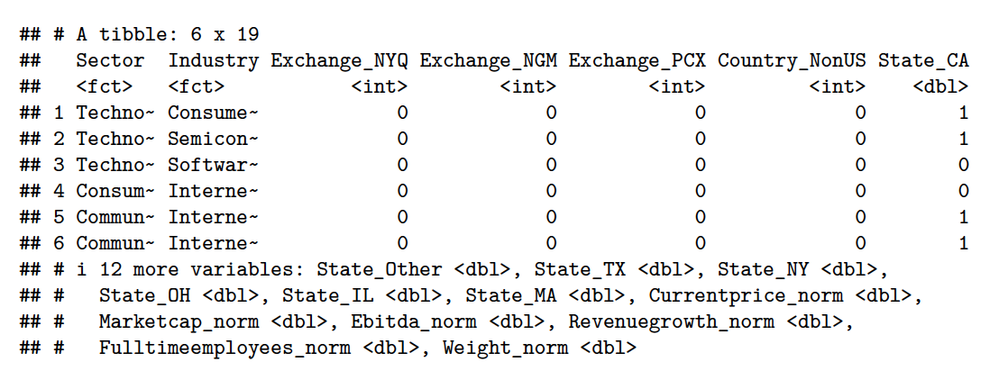 ## # A tibble: 6 x 19
##   Sector  Industry Exchange_NYQ Exchange_NGM Exchange_PCX Country_NonUS State_CA
##   <fct>   <fct>           <int>        <int>        <int>         <int>    <dbl>
## 1 Techno~ Consume~            0            0            0             0        1
## 2 Techno~ Semicon~            0            0            0             0        1
## 3 Techno~ Softwar~            0            0            0             0        0
## 4 Consum~ Interne~            0            0            0             0        0
## 5 Commun~ Interne~            0            0            0             0        1
## 6 Commun~ Interne~            0            0            0             0        1
## # i 12 more variables: State_Other <dbl>, State_TX <dbl>, State_NY <dbl>,
## #   State_OH <dbl>, State_IL <dbl>, State_MA <dbl>, Currentprice_norm <dbl>,
## #   Marketcap_norm <dbl>, Ebitda_norm <dbl>, Revenuegrowth_norm <dbl>,
## #   Fulltimeemployees_norm <dbl>, Weight_norm <dbl>